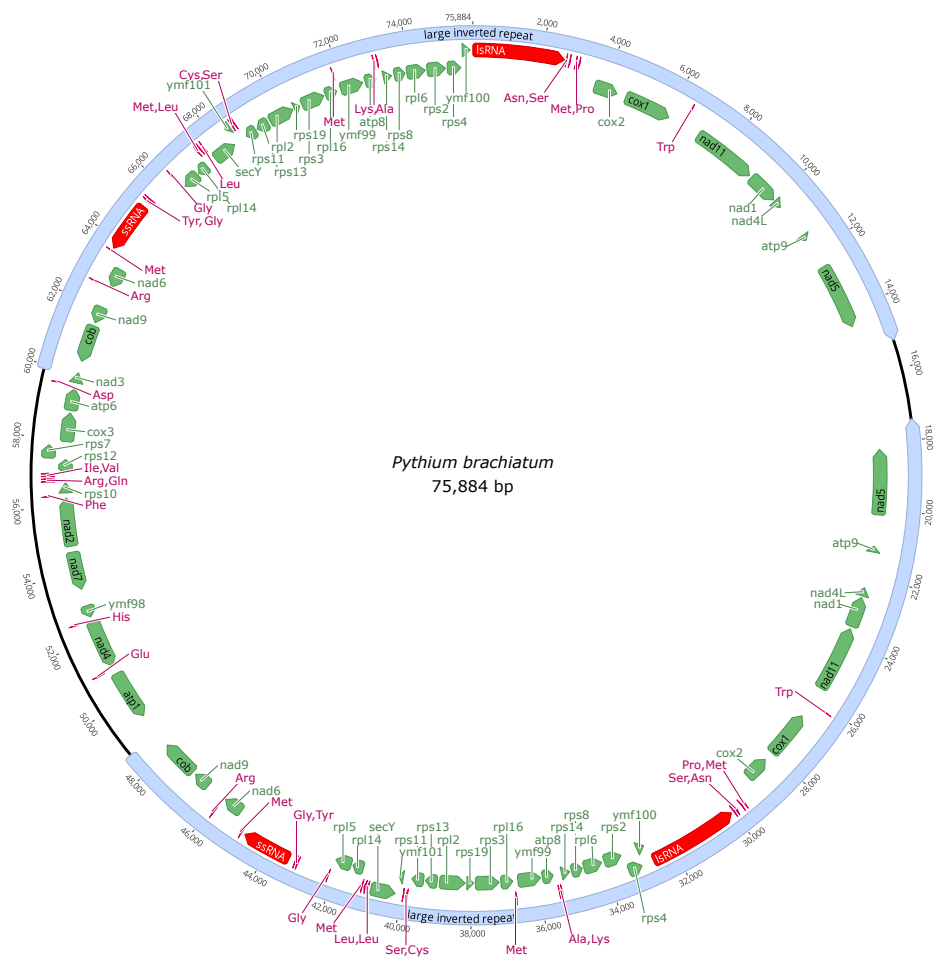 75,884
2,000
4,000
6,000
8,000
10,000
12,000
14,000
16,000
18,000
20,000
22,000
24,000
26,000
28,000
30,000
32,000
34,000
36,000
38,000
40,000
42,000
44,000
46,000
48,000
50,000
52,000
54,000
56,000
58,000
60,000
62,000
64,000
66,000
68,000
70,000
72,000
74,000
large inverted repeat
lsRNA
Asn,Ser
Met,Pro
cox2
cox1
Trp
nad11
nad1
nad4L
atp9
nad5
nad5
atp9
nad4L
nad1
nad11
Trp
cox1
cox2
Pro,Met
Ser,Asn
lsRNA
ymf100
rps4
rps2
rpl6
rps8
rps14
Ala,Lys
atp8
ymf99
Met
rpl16
rps3
rps19
rpl2
rps13
ymf101
rps11
Ser,Cys
large inverted repeat
secY
Leu,Leu
Met
rpl14
rpl5
Gly
Gly,Tyr
ssRNA
Met
nad6
Arg
nad9
cob
atp1
Glu
nad4
His
ymf98
nad7
nad2
Phe
rps10
Arg,Gln
Ile,Val
rps12
rps7
cox3
atp6
Asp
nad3
cob
nad9
Arg
nad6
Met
ssRNA
Tyr,Gly
Gly
rpl5
rpl14
Leu
Met,Leu
secY
ymf101
Cys,Ser
rps11
rpl2
rps13
rps19
rps3
rpl16
Met
ymf99
atp8
Lys,Ala
rps14
rps8
rpl6
rps2
rps4
ymf100
Pythium brachiatum
75,884 bp